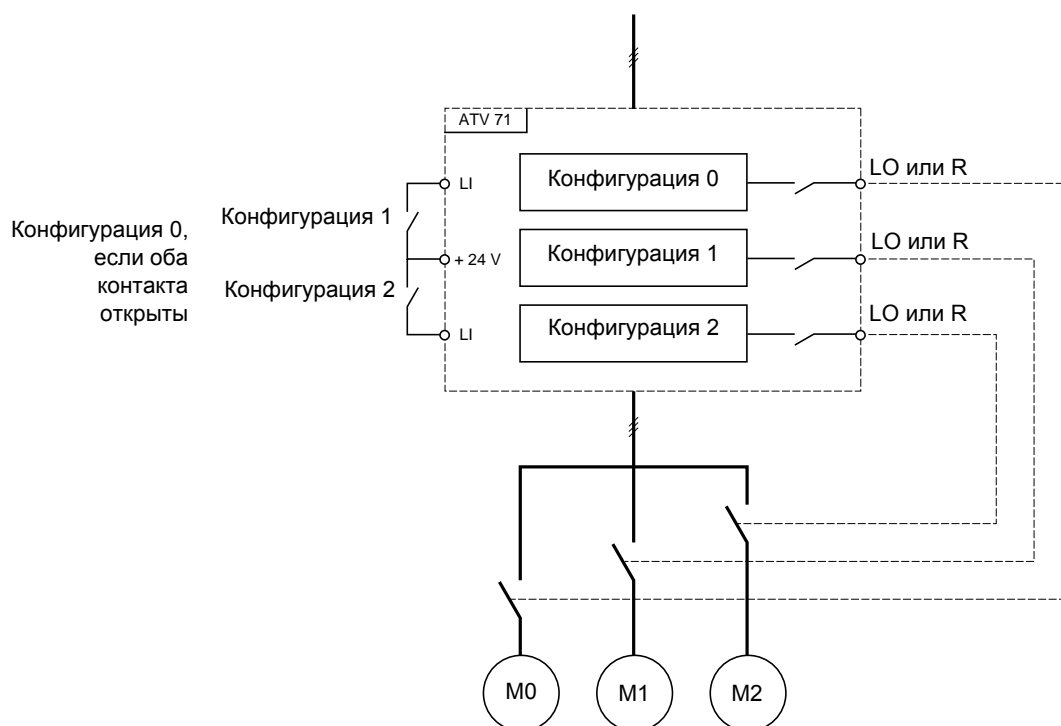 ATV 71
Конфигурация 0
LO или R
LI
Конфигурация 1
Конфигурация 0,
если оба
контакта
открыты
+ 24 V
Конфигурация 1
LO или R
Конфигурация 2
LI
Конфигурация 2
LO или R
M0
M1
M2